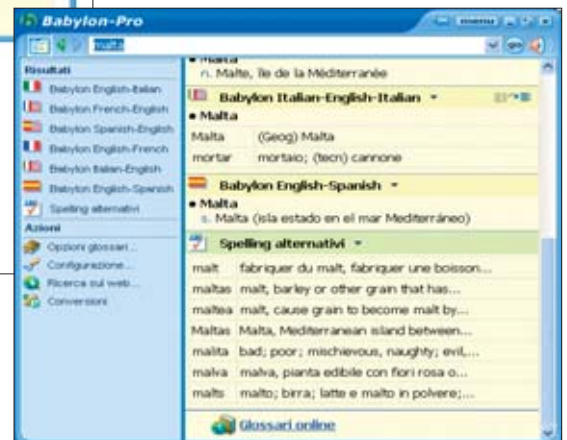 Babylon-Pro
menu
malta
go
Risultati
Babylon English-Italian
Babylon French-English
Babylon Spanish-English
Babylon English-French
Babylon Italian-English
Babylon English-Spanish
Spelling alternativi
Azioni
Opzioni glossari...
Configurazione...
Ricerca sul web...
Conversioni
• Malta
n. Malte, île de la Méditerranée
Babylon Italian-English-Italian
• Malta
Malta (Geog) Malta
mortar mortaio; (tecn) cannone
Babylon English-Spanish
• Malta
s. Malta (isla estado en el mar Mediterráneo)
Spelling alternativi
malt fabriquer du malt, fabriquer une boisson...
maltas malt, barley or other grain that has...
maltea malt, cause grain to become malt by...
Maltas Malta, Mediterranean island between...
malita bad; poor; mischievous, naughty; evil,...
malva malva, pianta edibile con fiori rosa o...
malts malto; birra; latte e malto in polvere;...
Glossari online